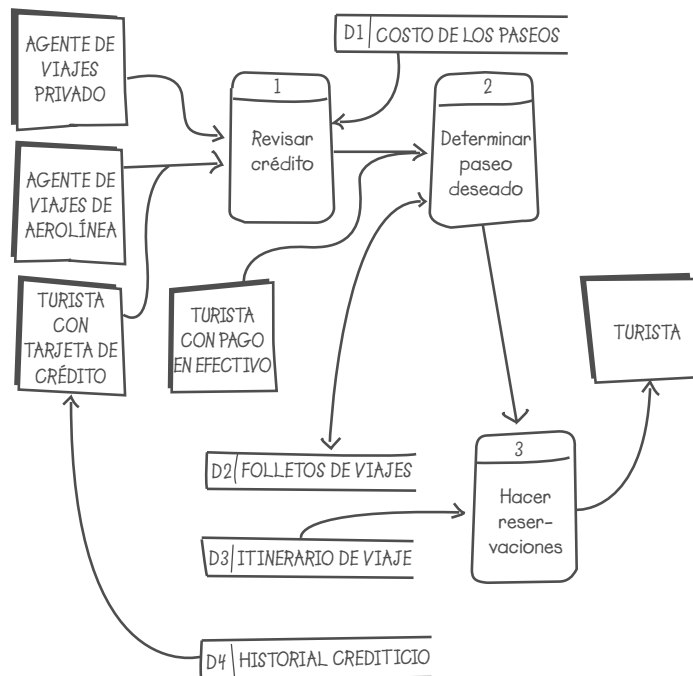 AGENTE DE
VIAJES
PRIVADO
D1 COSTO DE LOS PASEOS
1
Revisar
crédito
2
Determinar
paseo
deseado
AGENTE DE
VIAJES DE
AEROLÍNEA
TURISTA
CON
TARJETA DE
CRÉDITO
TURISTA
CON PAGO
EN EFECTIVO
TURISTA
D2 FOLLETOS DE VIAJES
3
Hacer
reser-
vaciones
D3 ITINERARIO DE VIAJE
D4 HISTORIAL CREDITICIO